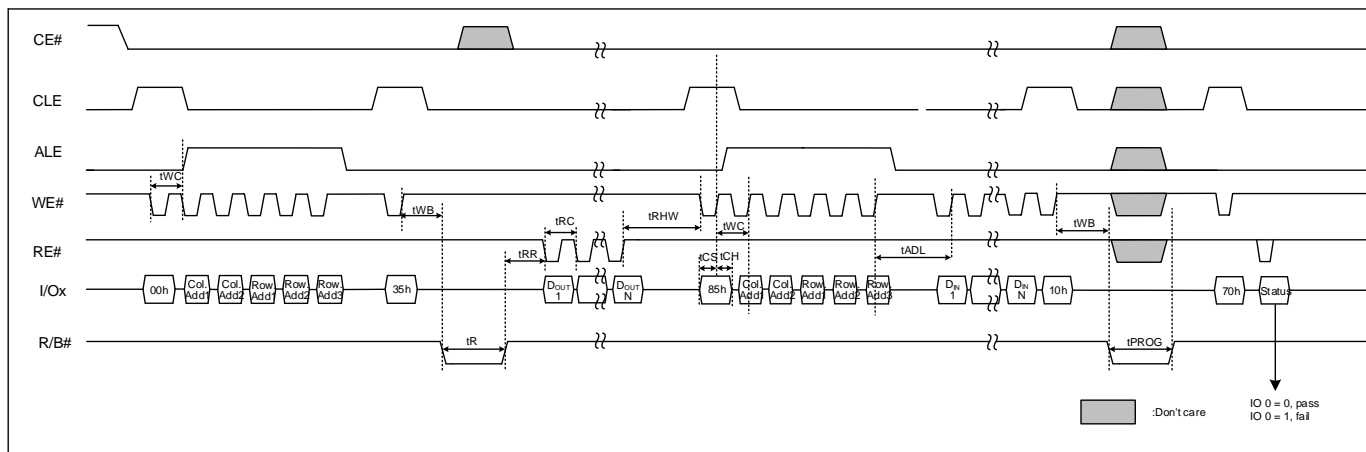 CE#
CLE
ALE
tWC
WE#
tWB
tRHW
tWC
tWB
tRC
RE#
tRR
tCS
tCH
tADL
I/Ox
00h
Col. Add1
Col. Add2
Row. Add1
Row. Add2
Row. Add3
35h
DOUT 1
DOUT N
85h
Col. Add1
Col. Add2
Row. Add1
Row. Add2
Row. Add3
DIN 1
DIN N
10h
70h
Status
R/B#
tR
tPROG
:Don't care
IO 0 = 0, pass
IO 0 = 1, fail